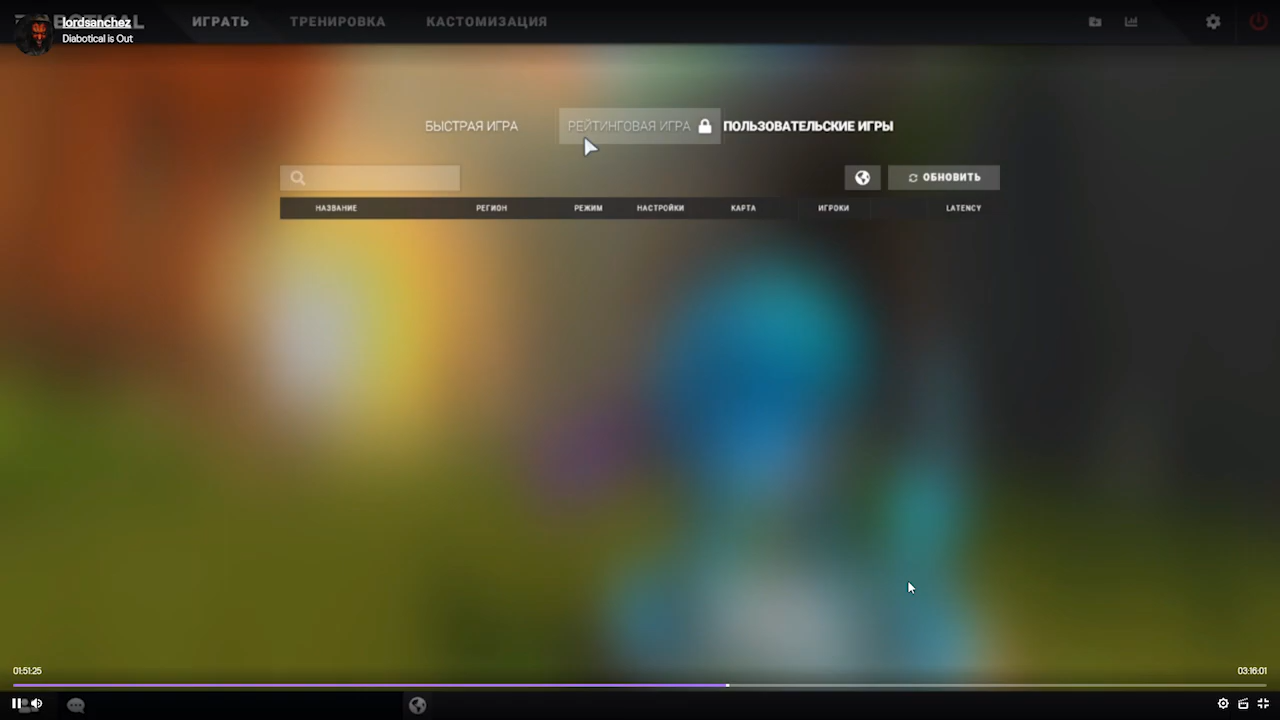 lordsanchez
Diabotical is Out
ИГРАТЬ
ТРЕНИРОВКА
КАСТОМИЗАЦИЯ
БЫСТРАЯ ИГРА
РЕЙТИНГОВАЯ ИГРА
ПОЛЬЗОВАТЕЛЬСКИЕ ИГРЫ
ОБНОВИТЬ
НАЗВАНИЕ
РЕГИОН
РЕЖИМ
НАСТРОЙКИ
КАРТА
ИГРОКИ
LATENCY
01:51:25
03:16:01